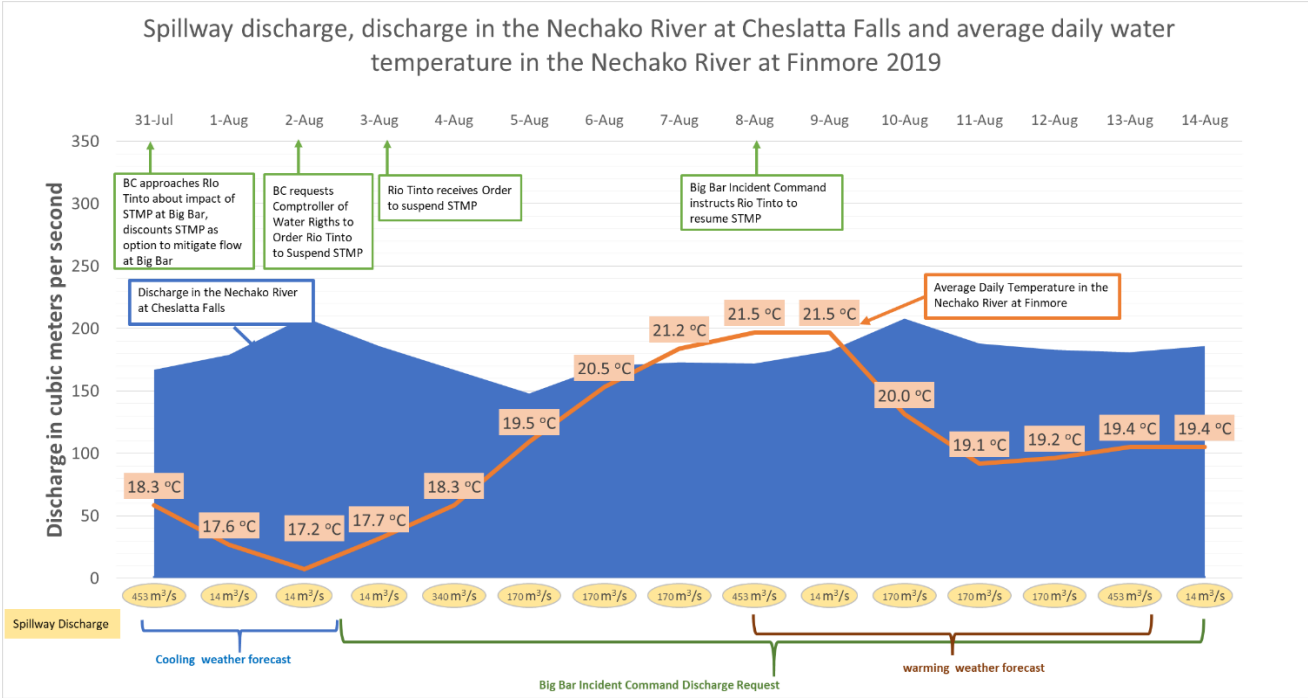 Spillway discharge, discharge in the Nechako River at Cheslatta Falls and average daily water
temperature in the Nechako River at Finmore 2019
31-Jul 1-Aug 2-Aug 3-Aug 4-Aug 5-Aug 6-Aug 7-Aug 8-Aug 9-Aug 10-Aug 11-Aug 12-Aug 13-Aug 14-Aug
Discharge in cubic meters per second
350
300
250
200
150
100
50
0
BC approaches RIo
Tinto about impact of
STMP at Big Bar,
discounts STMP as
option to mitigate flow
at Big Bar
BC requests
Comptroller of
Water Rigths to
Order Rio Tinto
to Suspend STMP
Rio Tinto receives Order
to suspend STMP
Big Bar Incident Command
instructs Rio Tinto to
resume STMP
Discharge in the Nechako River
at Cheslatta Falls
Average Daily Temperature in the
Nechako River at Finmore
18.3 °C
17.6 °C
17.2 °C
17.7 °C
18.3 °C
19.5 °C
20.5 °C
21.2 °C
21.5 °C
21.5 °C
20.0 °C
19.1 °C
19.2 °C
19.4 °C
19.4 °C
453 m³/s 14 m³/s 14 m³/s 14 m³/s 340 m³/s 170 m³/s 170 m³/s 170 m³/s 453 m³/s 14 m³/s 170 m³/s 170 m³/s 170 m³/s 453 m³/s 14 m³/s
Spillway Discharge
Cooling weather forecast
warming weather forecast
Big Bar Incident Command Discharge Request